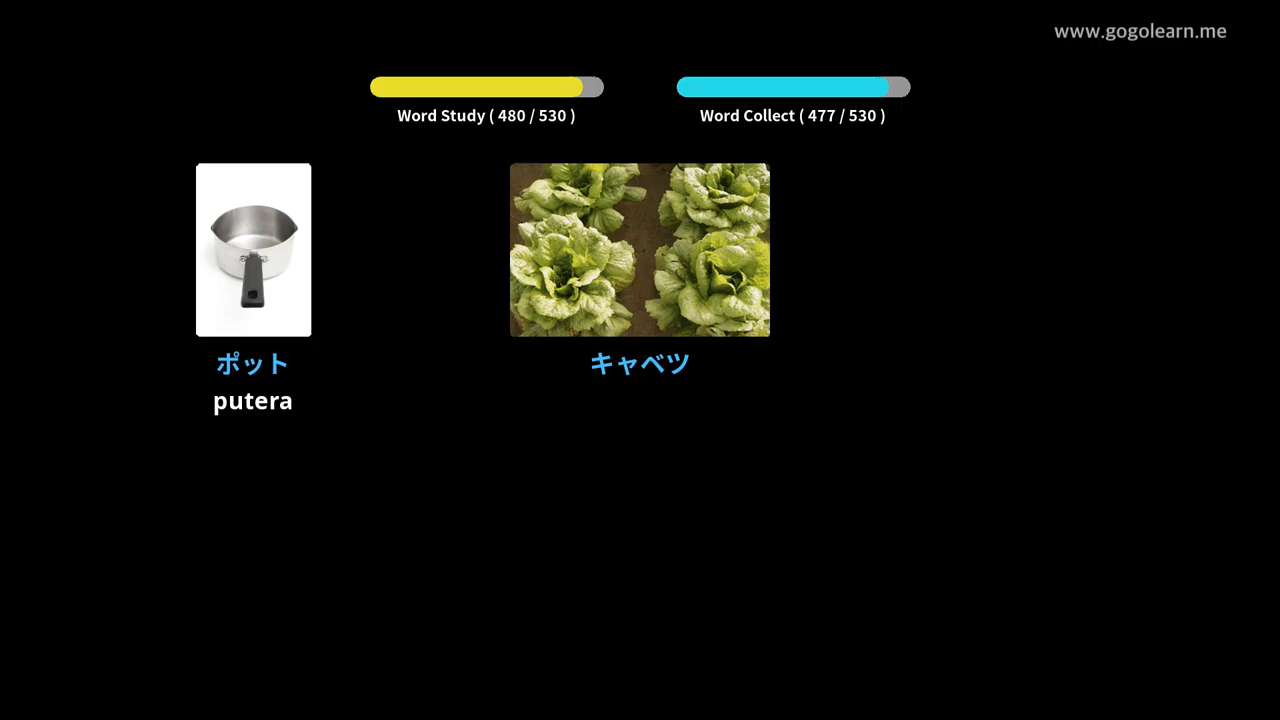 www.gogolearn.me
Word Study ( 480 / 530 )
Word Collect ( 477 / 530 )
ポット
キャベツ
putera